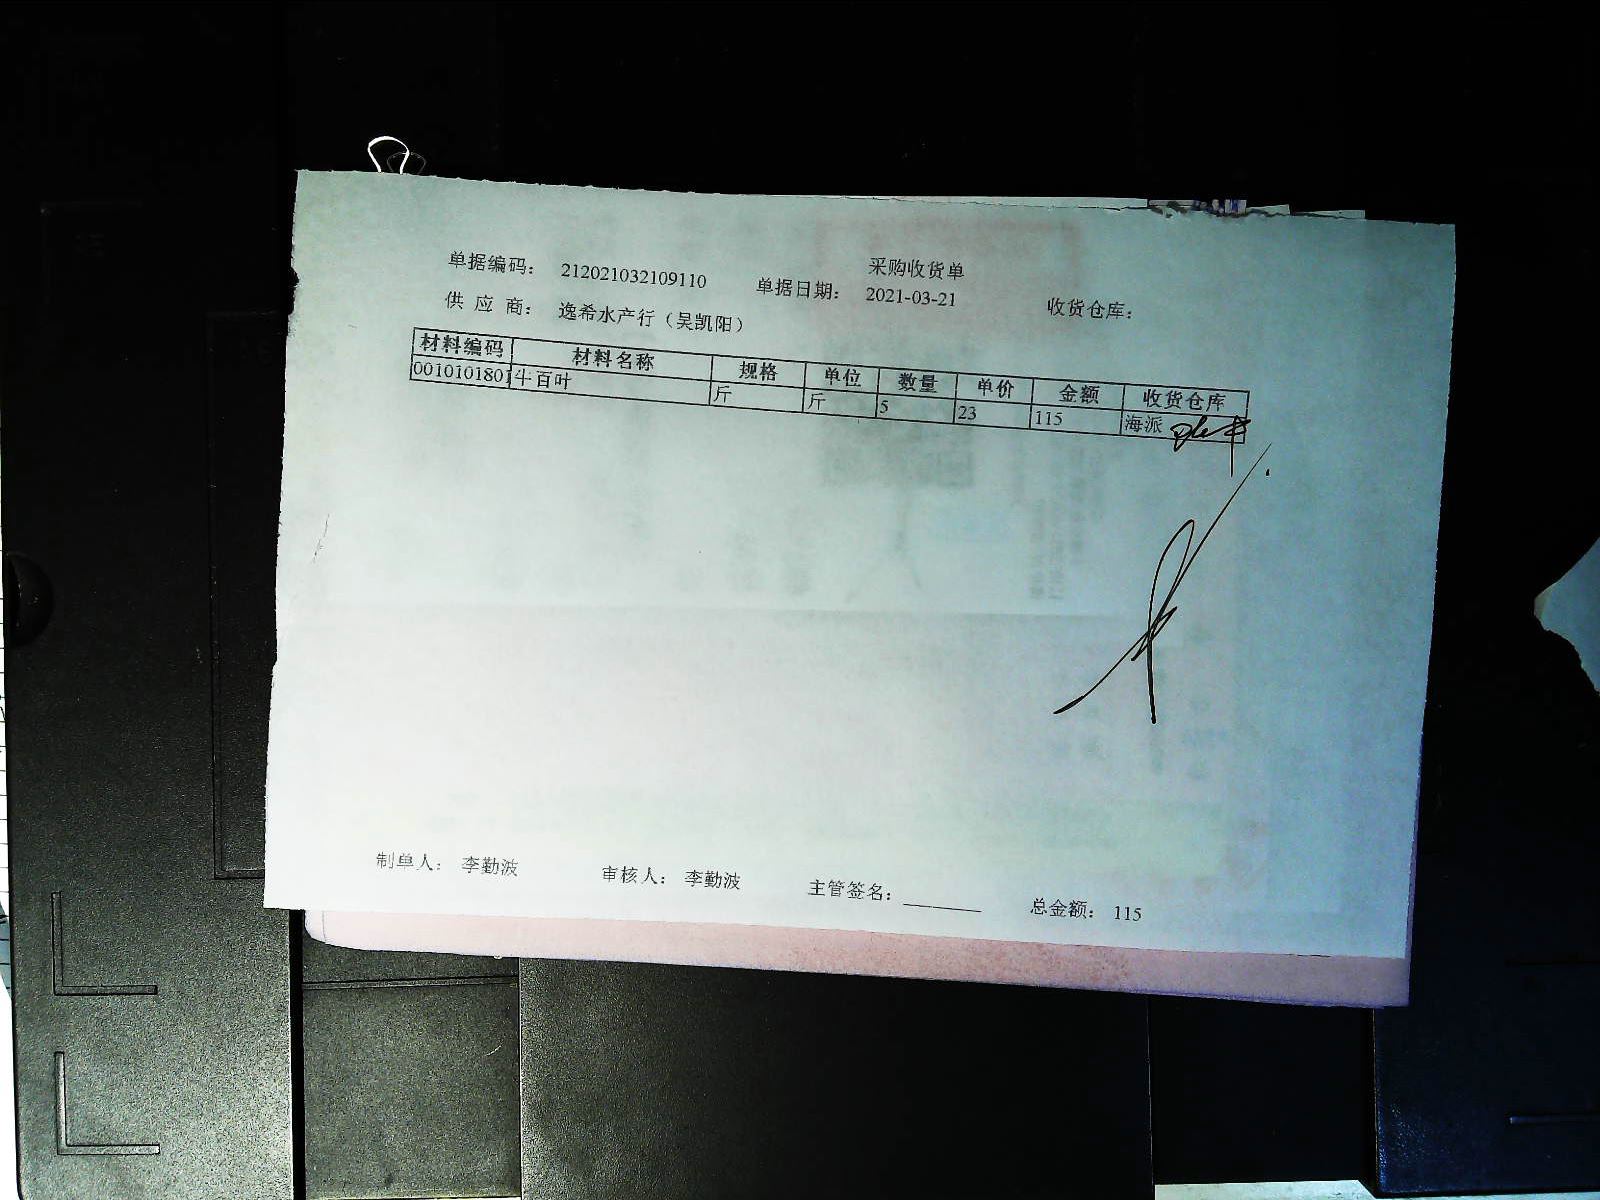 采购收货单
单据编码: 212021032109110 单据日期: 2021-03-21 收货仓库:
供 应 商: 逸希水产行（吴凯阳）
材料编码 材料名称 规格 单位 数量 单价 金额 收货仓库
0010101801 牛百叶 斤 斤 5 23 115 海派
制单人: 李勤波 审核人: 李勤波 主管签名: 总金额: 115